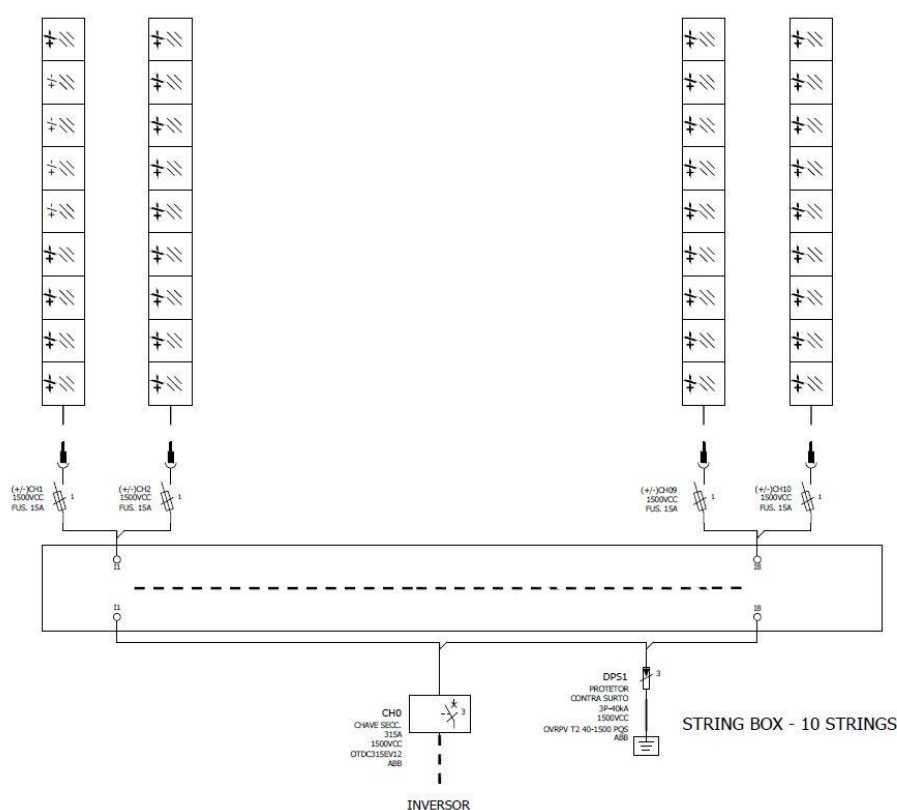 (+/-)CH1
1500VCC
FUS. 15A
1
(+/-)CH2
1500VCC
FUS. 15A
1
(+/-)CH09
1500VCC
FUS. 15A
1
(+/-)CH10
1500VCC
FUS. 15A
1
I1
I8
I1
I8
CH0
CHAVE SECC.
315A
1500VCC
OTDC315EV12
ABB
3
DPS1
PROTETOR
CONTRA SURTO
3P-40kA
1500VCC
OVRPV T2 40-1500 PQS
ABB
3
STRING BOX - 10 STRINGS
INVERSOR